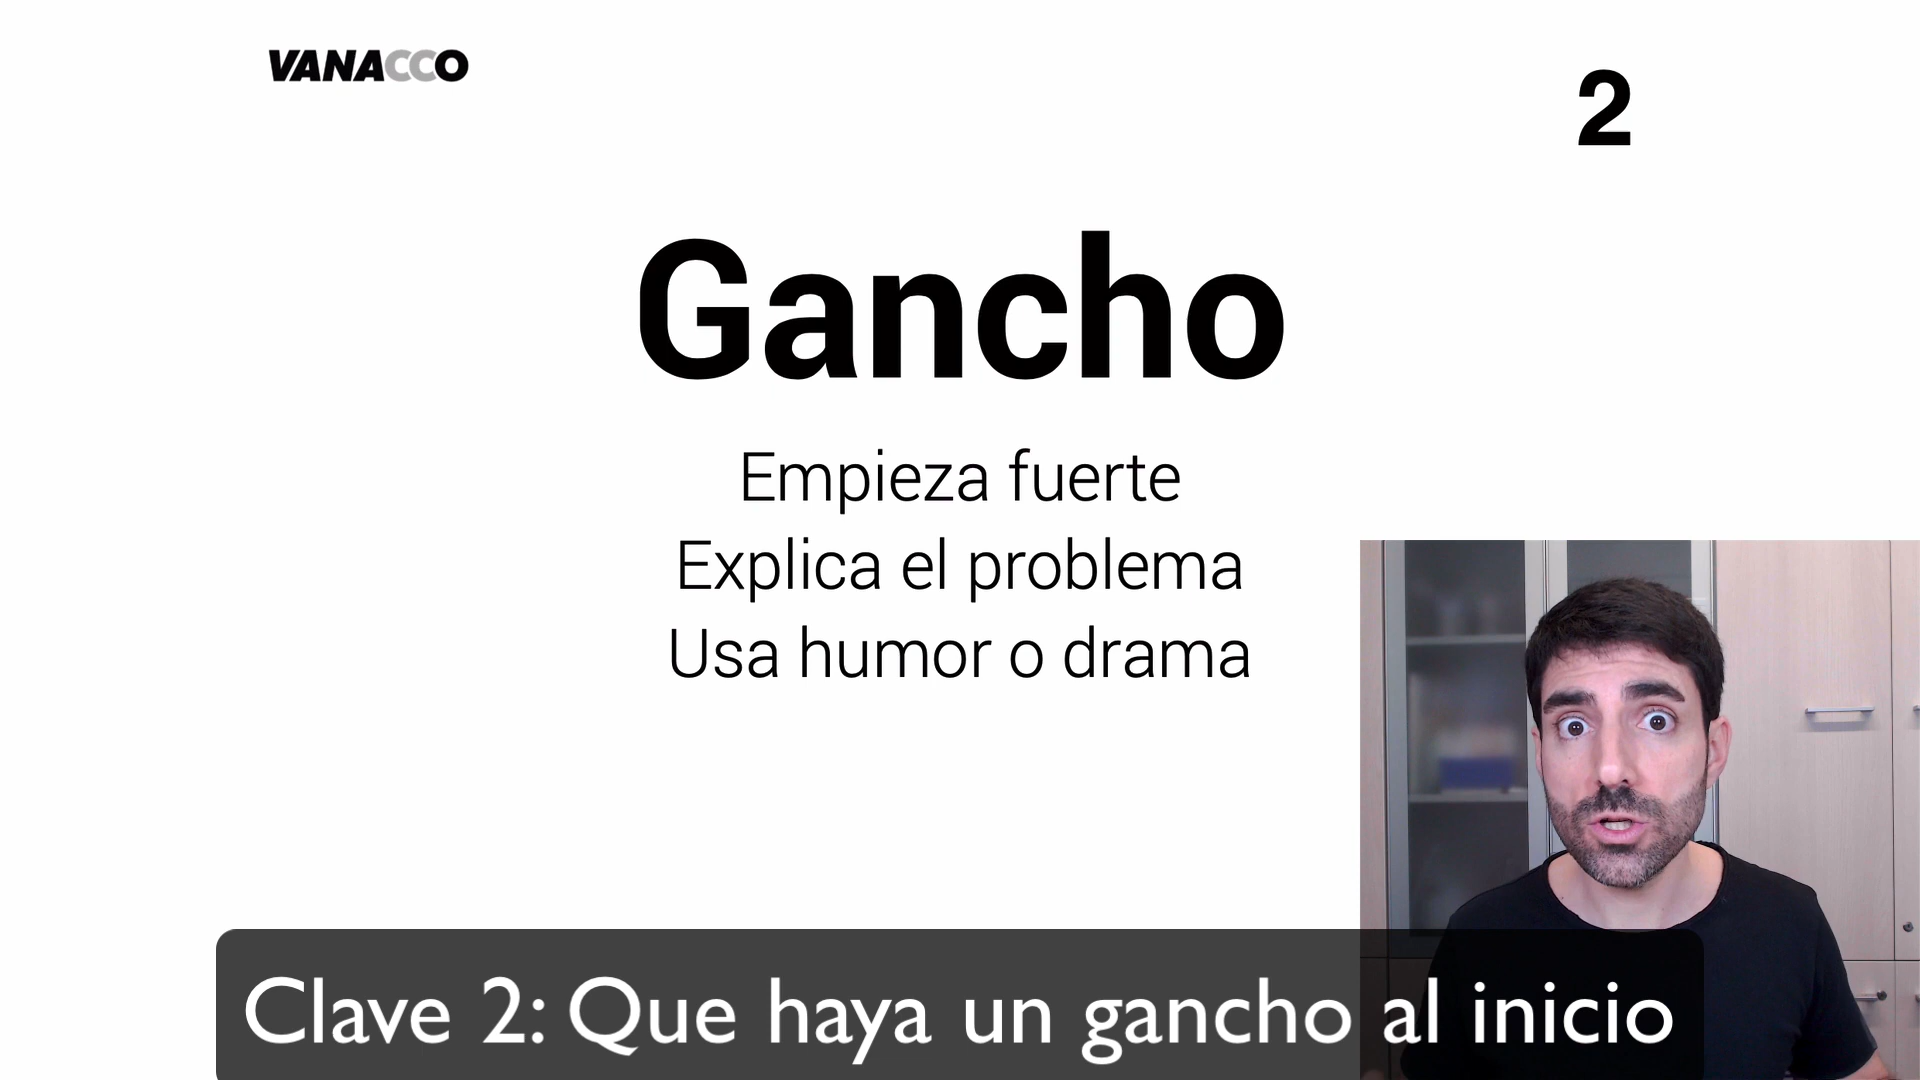 VANACCO
2
Gancho
Empieza fuerte
Explica el problema
Usa humor o drama
Clave 2: Que haya un gancho al inicio